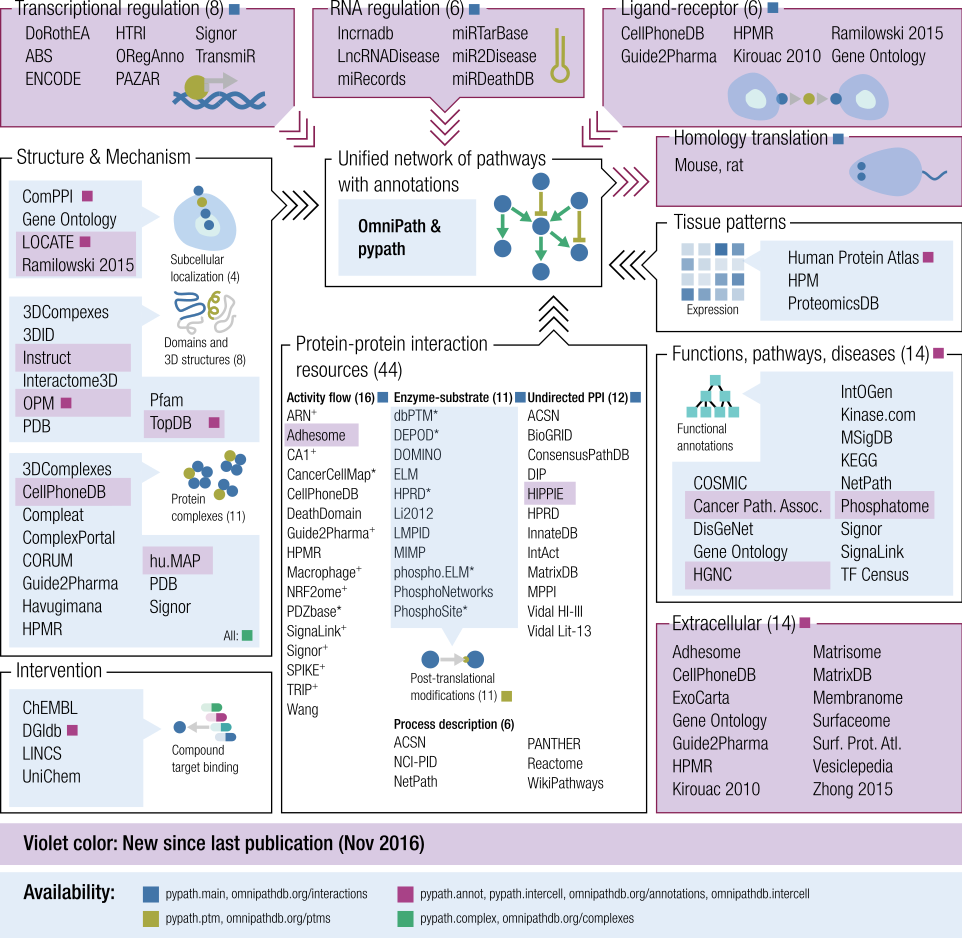 Transcriptional regulation (8)
DoRothEA HTRI Signor
ABS ORegAnno TransmiR
ENCODE PAZAR
RNA regulation (6)
lncrnadb miRTarBase
LncRNADisease miR2Disease
miRecords miRDeathDB
Ligand-receptor (6)
CellPhoneDB HPMR Ramilowski 2015
Guide2Pharma Kirouac 2010 Gene Ontology
Structure & Mechanism
ComPPI
Gene Ontology
LOCATE
Ramilowski 2015
Subcellular
localization (4)
3DCompexes
3DID
Instruct
Interactome3D
OPM
PDB
Pfam
TopDB
Domains and
3D structures (8)
3DComplexes
CellPhoneDB
Compleat
ComplexPortal
CORUM
Guide2Pharma
Havugimana
HPMR
hu.MAP
PDB
Signor
Protein
complexes (11)
All:
Intervention
ChEMBL
DGIdb
LINCS
UniChem
Compound
target binding
Unified network of pathways
with annotations
OmniPath &
pypath
Protein-protein interaction
resources (44)
Activity flow (16)
ARN+
Adhesome
CA1+
CancerCellMap*
CellPhoneDB
DeathDomain
Guide2Pharma+
HPMR
Macrophage+
NRF2ome+
PDZbase*
SignaLink+
Signor+
SPIKE+
TRIP+
Wang
Enzyme-substrate (11)
dbPTM*
DEPOD*
DOMINO
ELM
HPRD*
Li2012
LMPID
MIMP
phospho.ELM*
PhosphoNetworks
PhosphoSite*
Post-translational
modifications (11)
Undirected PPI (12)
ACSN
BioGRID
ConsensusPathDB
DIP
HIPPIE
HPRD
InnateDB
IntAct
MatrixDB
MPPI
Vidal HI-III
Vidal Lit-13
Process description (6)
ACSN PANTHER
NCI-PID Reactome
NetPath WikiPathways
Homology translation
Mouse, rat
Tissue patterns
Expression
Human Protein Atlas
HPM
ProteomicsDB
Functions, pathways, diseases (14)
Functional
annotations
COSMIC
Cancer Path. Assoc.
DisGeNet
Gene Ontology
HGNC
IntOGen
Kinase.com
MSigDB
KEGG
NetPath
Phosphatome
Signor
SignaLink
TF Census
Extracellular (14)
Adhesome Matrisome
CellPhoneDB MatrixDB
ExoCarta Membranome
Gene Ontology Surfaceome
Guide2Pharma Surf. Prot. Atl.
HPMR Vesiclepedia
Kirouac 2010 Zhong 2015
Violet color: New since last publication (Nov 2016)
Availability:
pypath.main, omnipathdb.org/interactions
pypath.annot, pypath.intercell, omnipathdb.org/annotations, omnipathdb.intercell
pypath.ptm, omnipathdb.org/ptms
pypath.complex, omnipathdb.org/complexes